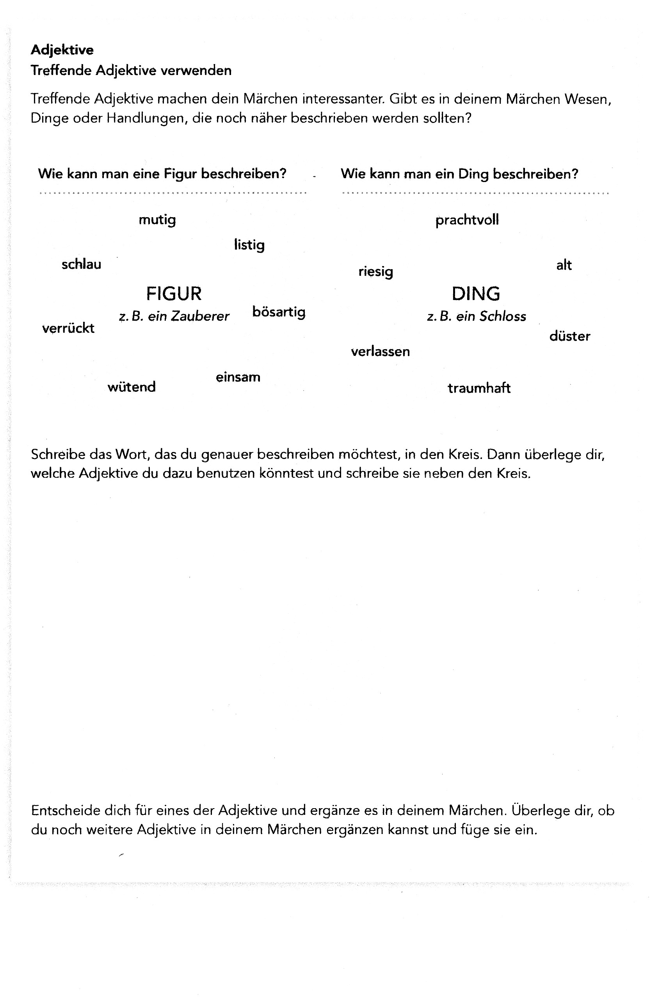 Adjektive
Treffende Adjektive verwenden
Treffende Adjektive machen dein Märchen interessanter. Gibt es in deinem Märchen Wesen,
Dinge oder Handlungen, die noch näher beschrieben werden sollten?
Wie kann man eine Figur beschreiben?
mutig
listig
schlau
FIGUR
z. B. ein Zauberer
bösartig
verrückt
einsam
wütend
Wie kann man ein Ding beschreiben?
prachtvoll
alt
riesig
DING
z. B. ein Schloss
düster
verlassen
traumhaft
Schreibe das Wort, das du genauer beschreiben möchtest, in den Kreis. Dann überlege dir,
welche Adjektive du dazu benutzen könntest und schreibe sie neben den Kreis.
Entscheide dich für eines der Adjektive und ergänze es in deinem Märchen. Überlege dir, ob
du noch weitere Adjektive in deinem Märchen ergänzen kannst und füge sie ein.